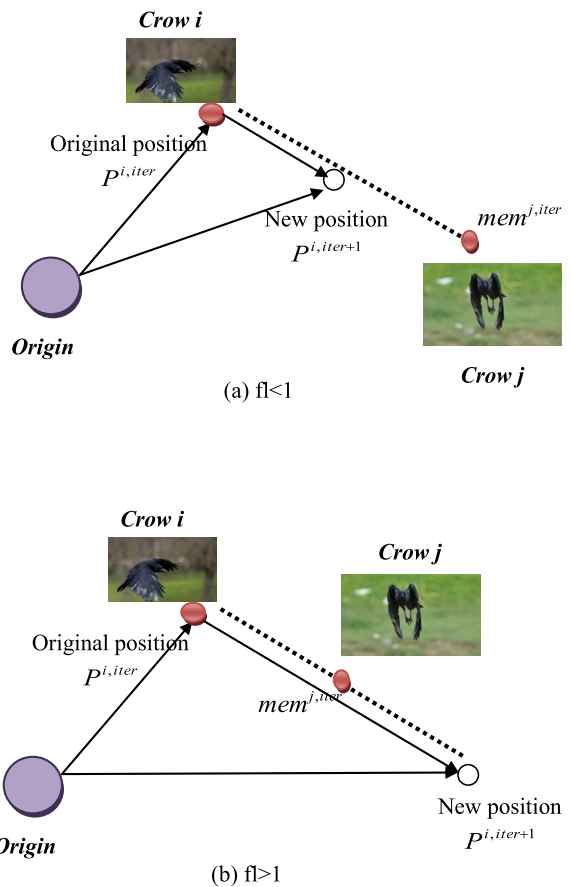 Crow i
Original position
P^{i,iter}
New position
P^{i,iter+1}
mem^{j,iter}
Origin
Crow j
(a) fl<1
Crow i
Crow j
Original position
P^{i,iter}
mem^{j,iter}
New position
P^{i,iter+1}
Origin
(b) fl>1